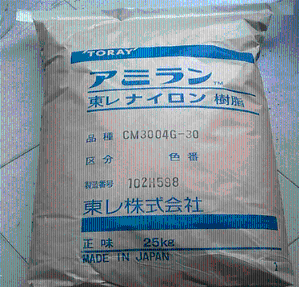 TORAY
アミラン™
東レナイロン 樹脂
品種 CM3004G-30
区分 色番
製造番号 102H598
東レ株式会社
正味 25kg
MADE IN JAPAN